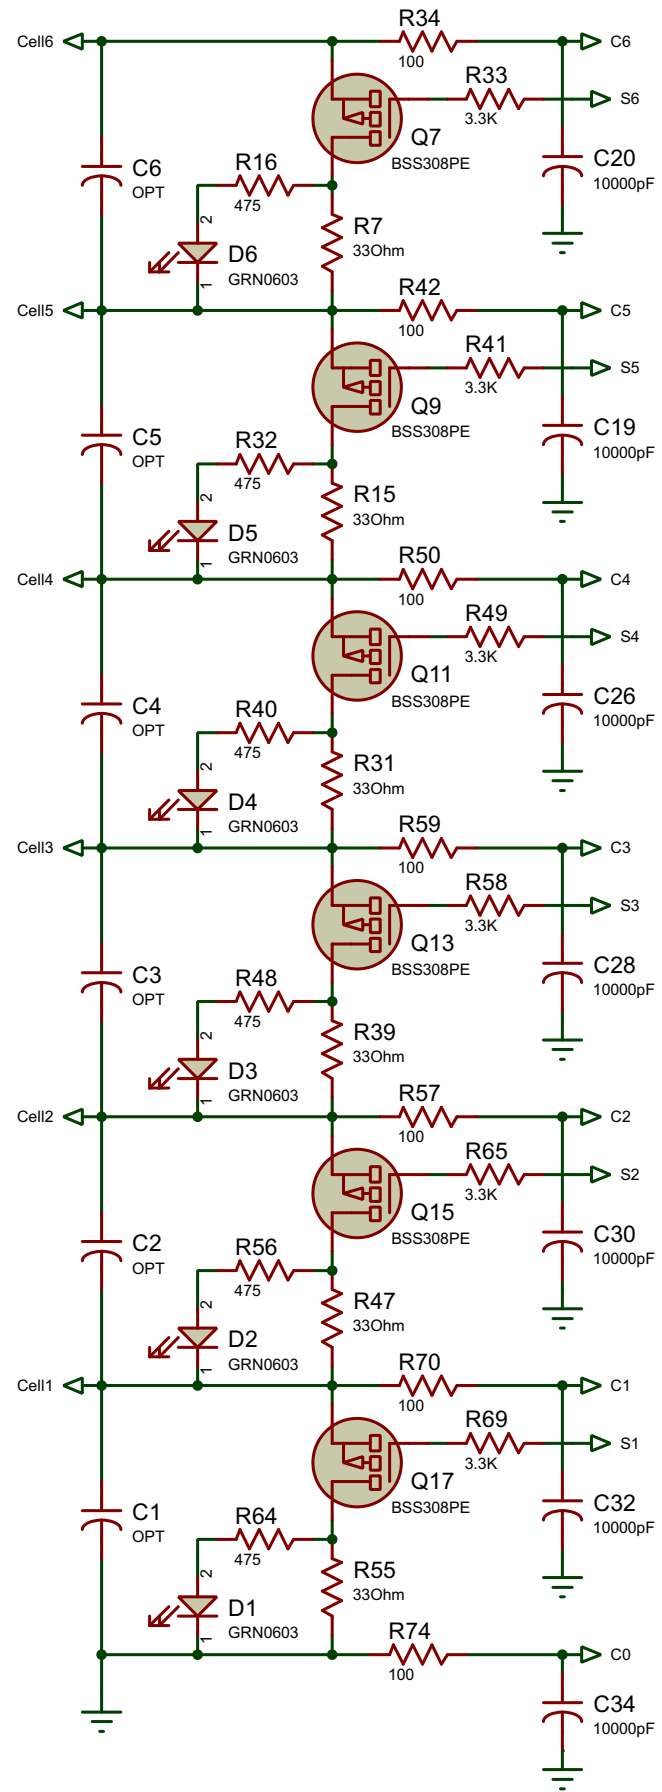 R34
Cell6
C6
100
R33
S6
3.3K
Q7
BSS308PE
C20
10000pF
C6
OPT
R16
475
2
R7
33Ohm
D6
GRN0603
1
R42
Cell5
C5
100
R41
S5
3.3K
Q9
BSS308PE
C19
10000pF
C5
OPT
R32
475
2
R15
33Ohm
D5
GRN0603
1
R50
Cell4
C4
100
R49
S4
3.3K
Q11
BSS308PE
C26
10000pF
C4
OPT
R40
475
2
R31
33Ohm
D4
GRN0603
1
R59
Cell3
C3
100
R58
S3
3.3K
Q13
BSS308PE
C28
10000pF
C3
OPT
R48
475
2
R39
33Ohm
D3
GRN0603
1
R57
Cell2
C2
100
R65
S2
3.3K
Q15
BSS308PE
C30
10000pF
C2
OPT
R56
475
2
R47
33Ohm
D2
GRN0603
1
R70
Cell1
C1
100
R69
S1
3.3K
Q17
BSS308PE
C32
10000pF
C1
OPT
R64
475
2
R55
33Ohm
D1
GRN0603
1
R74
C0
100
C34
10000pF